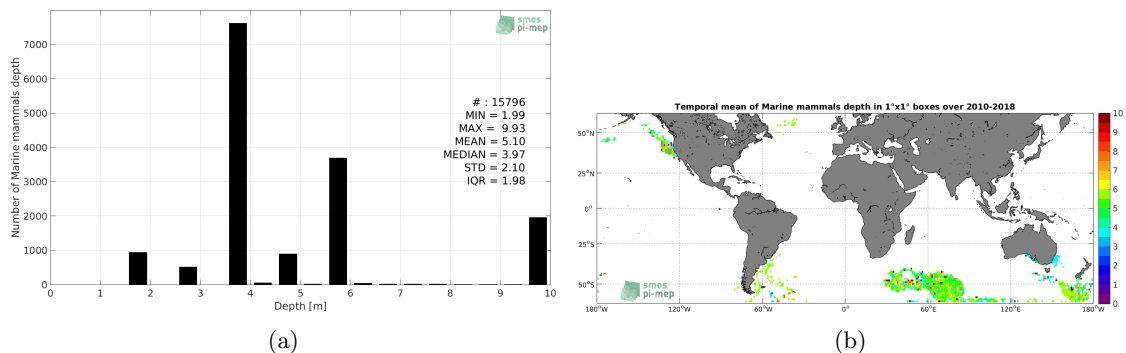 smos
pi-mep
Number of Marine mammals depth
7000
6000
5000
4000
3000
2000
1000
0
# : 15796
MIN = 1.99
MAX = 9.93
MEAN = 5.10
MEDIAN = 3.97
STD = 2.10
IQR = 1.98
0 1 2 3 4 5 6 7 8 9 10
Depth [m]
(a)
Temporal mean of Marine mammals depth in 1°x1° boxes over 2010-2018
50°N
25°N
0°
25°S
50°S
180°W 120°W 60°W 0° 60°E 120°E 180°E
10
9
8
7
6
5
4
3
2
1
0
smos
pi-mep
(b)